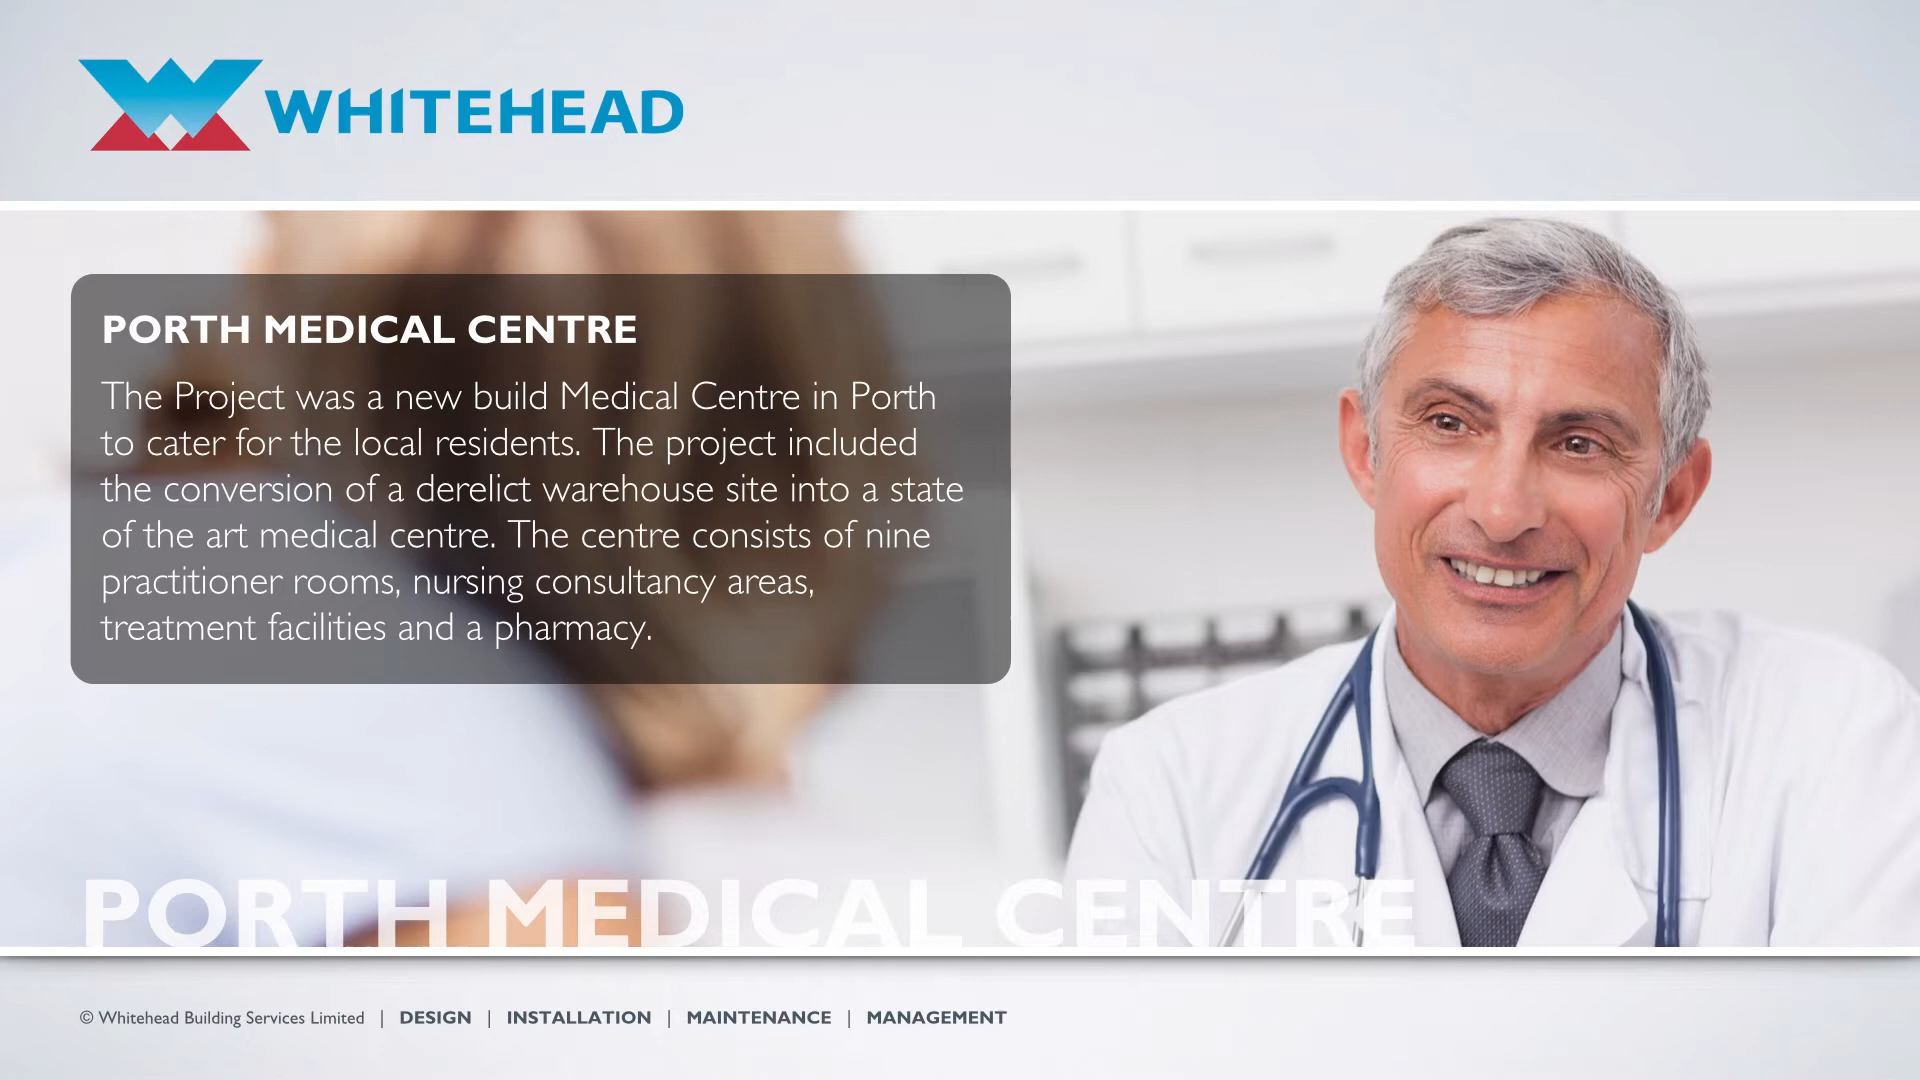 WHITEHEAD
PORTH MEDICAL CENTRE
The Project was a new build Medical Centre in Porth
to cater for the local residents. The project included
the conversion of a derelict warehouse site into a state
of the art medical centre. The centre consists of nine
practitioner rooms, nursing consultancy areas,
treatment facilities and a pharmacy.
PORTH MEDICAL CENTRE
© Whitehead Building Services Limited | DESIGN | INSTALLATION | MAINTENANCE | MANAGEMENT